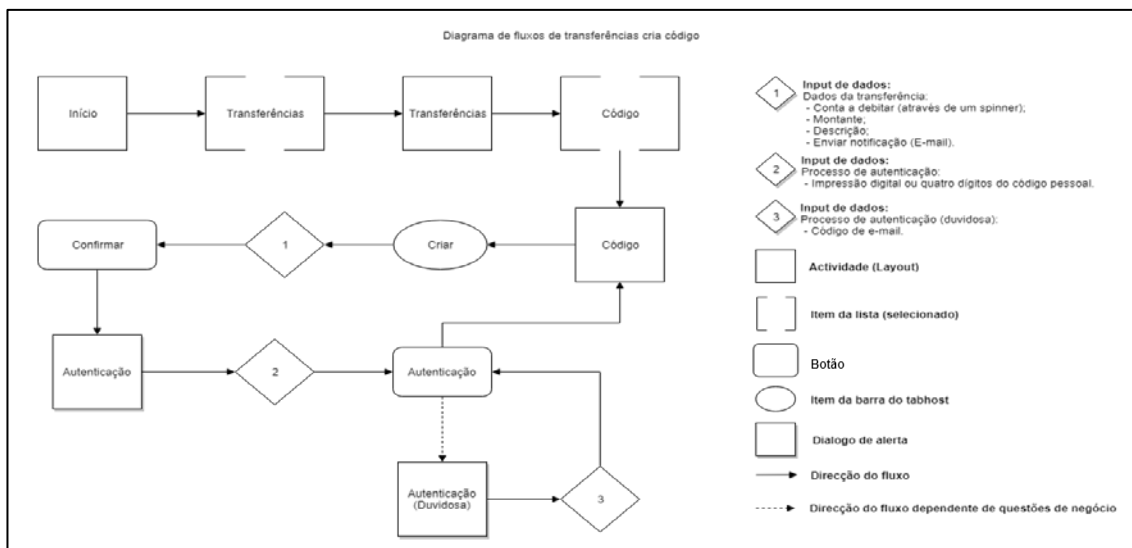 Diagrama de fluxos de transferências cria código
Início
Transferências
Transferências
Código
Confirmar
1
Criar
Código
Autenticação
2
Autenticação
Autenticação
(Duvidosa)
3
1
Input de dados:
Dados da transferência:
- Conta a debitar (através de um spinner);
- Montante;
- Descrição;
- Enviar notificação (E-mail).
2
Input de dados:
Processo de autenticação:
- Impressão digital ou quatro dígitos do código pessoal.
3
Input de dados:
Processo de autenticação (duvidosa):
- Código de e-mail.
Actividade (Layout)
Item da lista (selecionado)
Botão
Item da barra do tabhost
Dialogo de alerta
Direcção do fluxo
Direcção do fluxo dependente de questões de negócio